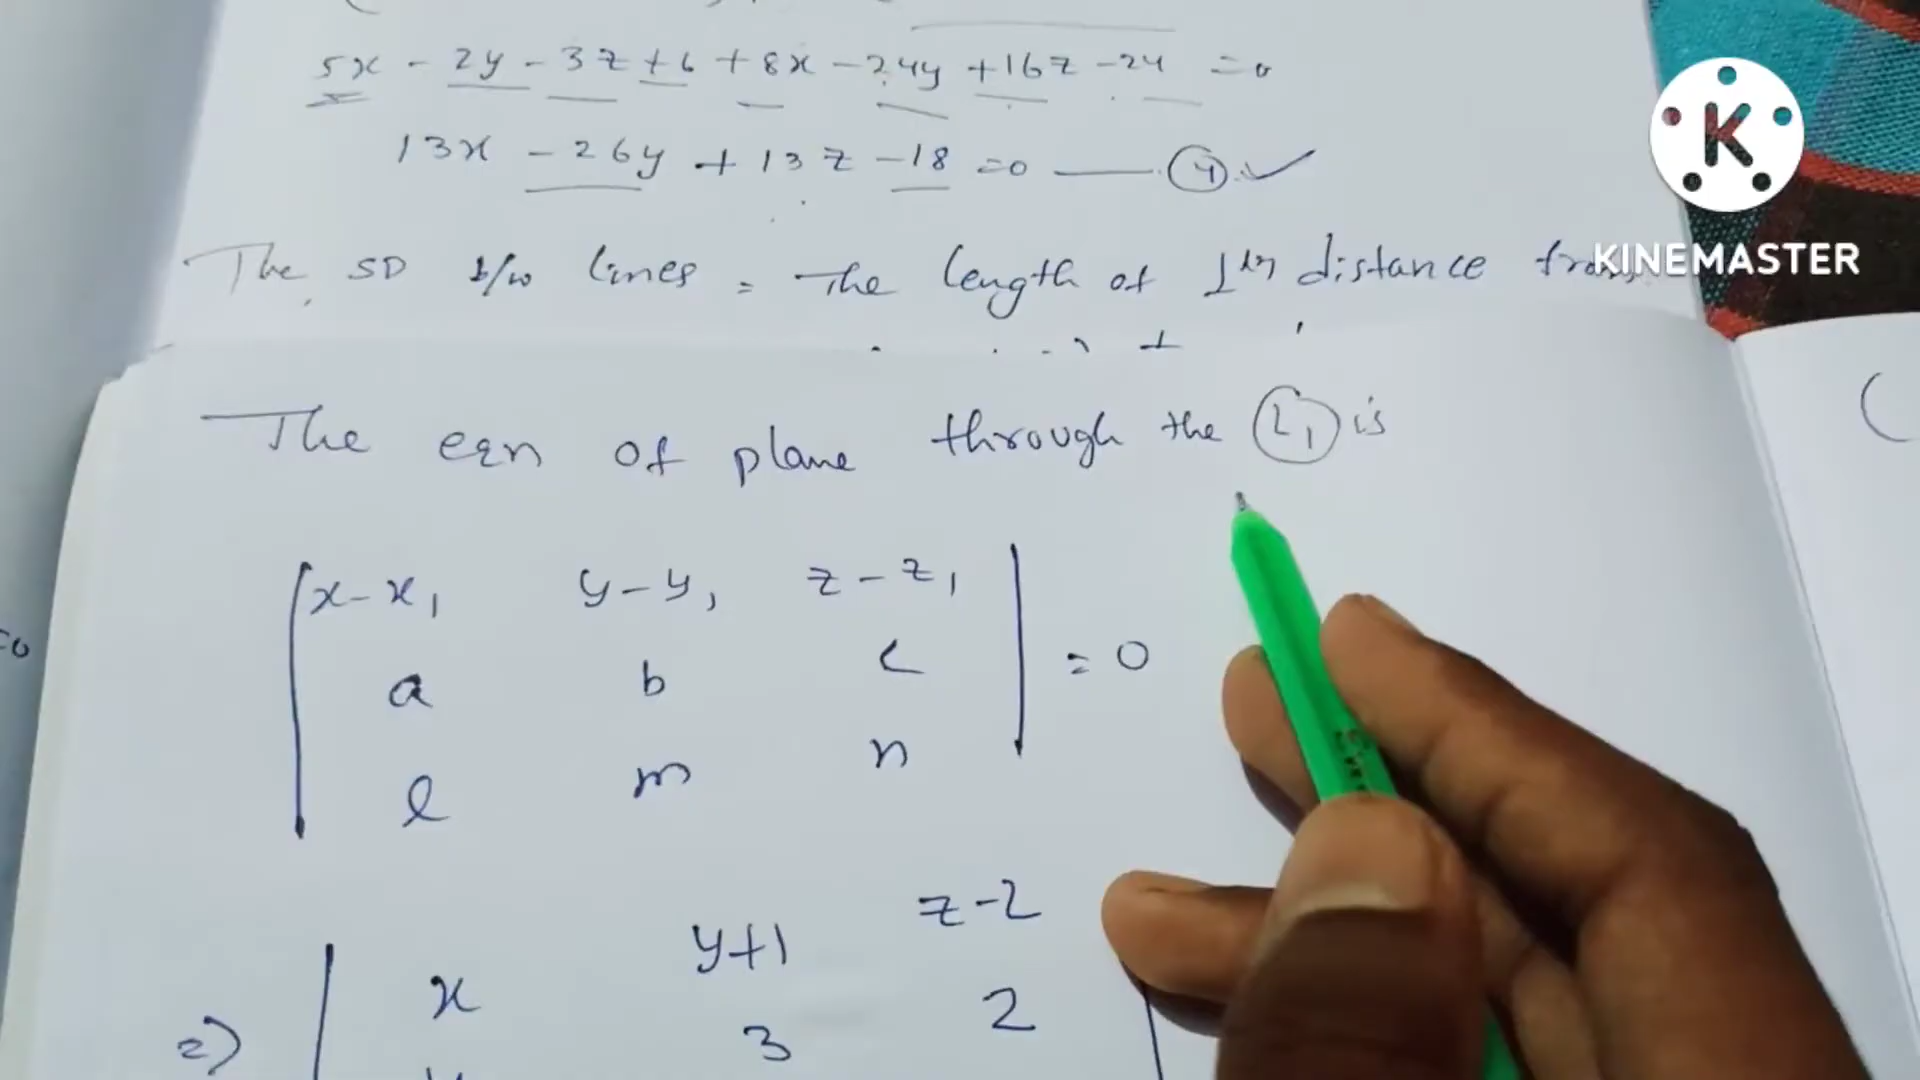 5x - 2y - 3z + 6 + 8x - 24y + 16z - 24 = 0
13x - 26y + 13z - 18 = 0 —— (4) ✓
The SD b/w lines = The length of ⊥lr distance from
KINEMASTER
The eqn of plane through the (L1) is
| x - x1 y - y1 z - z1 |
| a b c | = 0
| l m n |
x y+1 z-2
2) 3 2